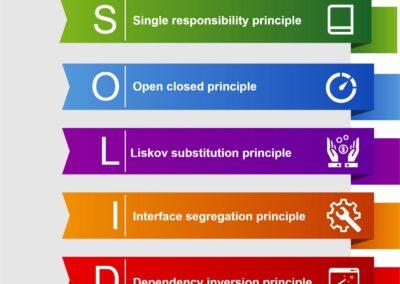 S Single responsibility principle
O Open closed principle
L Liskov substitution principle
I Interface segregation principle
D Dependency inversion principle